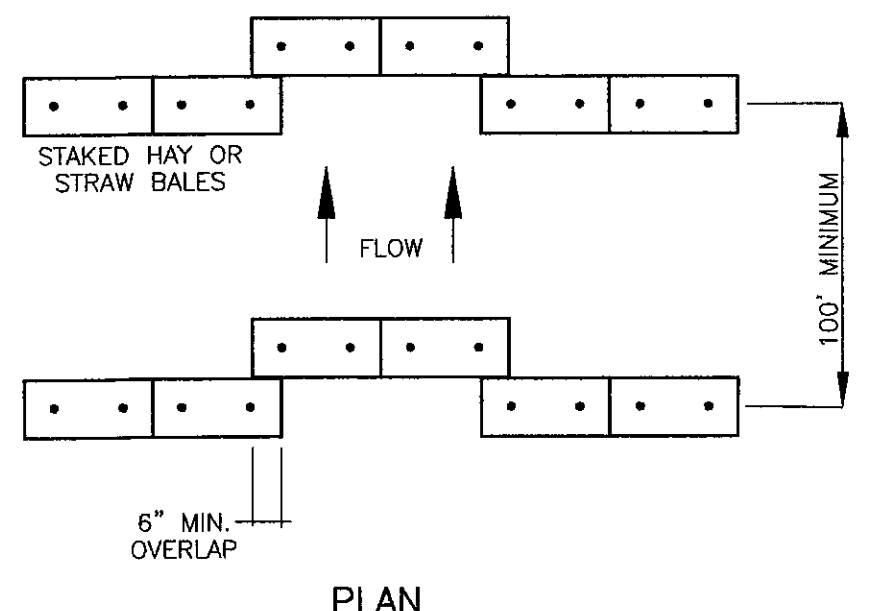 STAKED HAY OR
STRAW BALES
FLOW
100' MINIMUM
6" MIN.
OVERLAP
PLAN